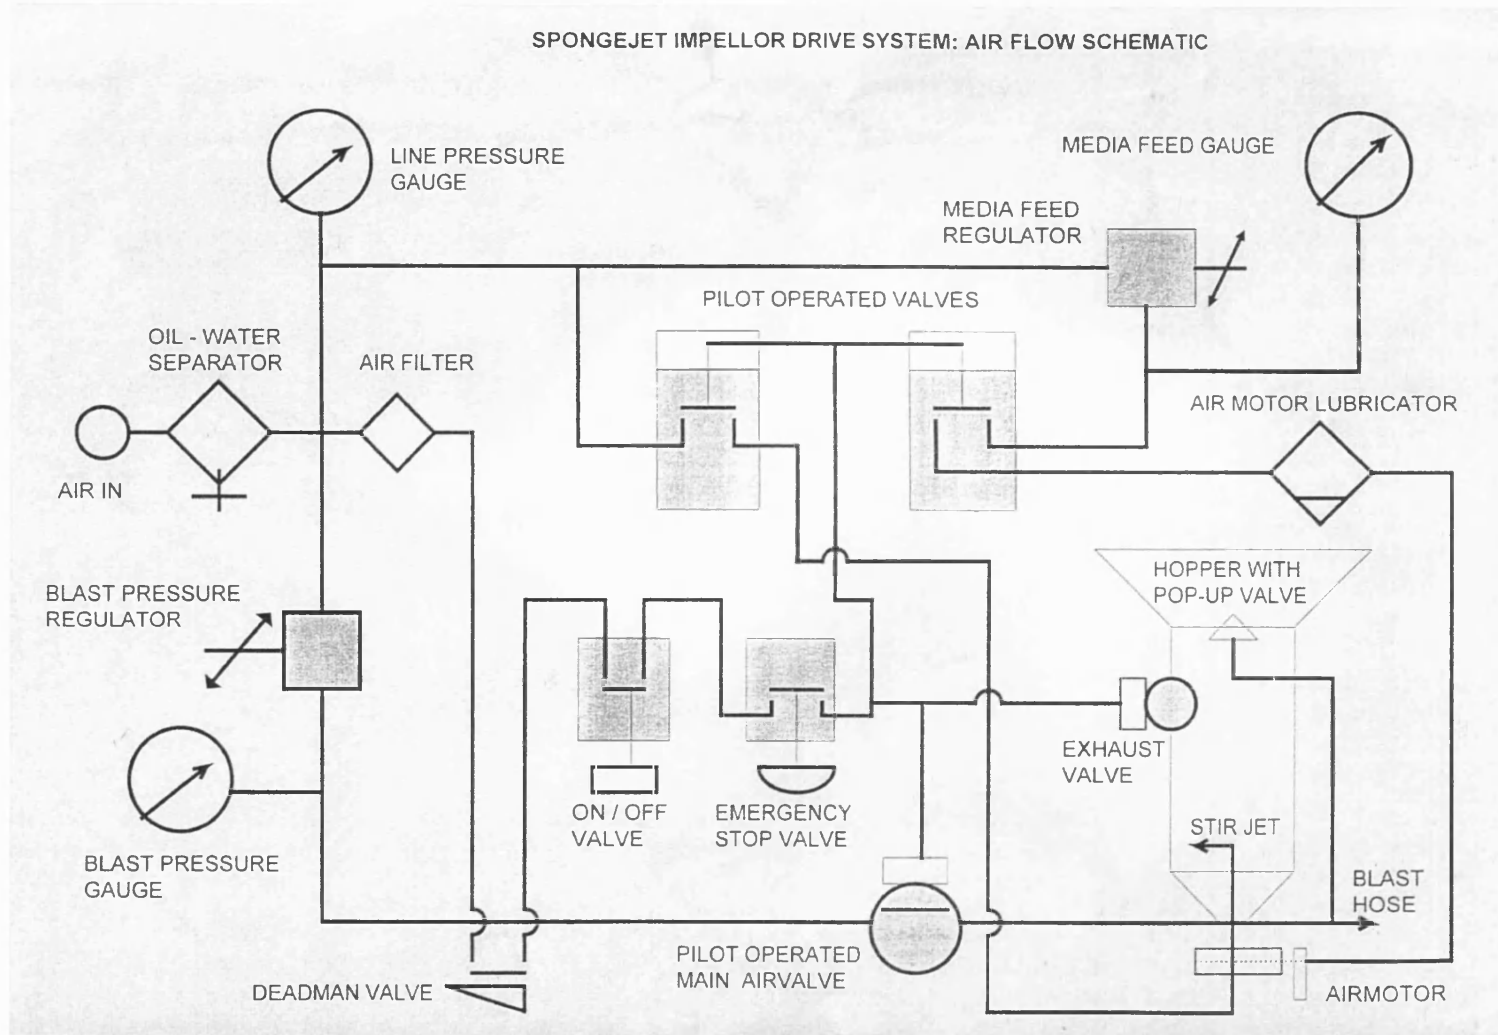 SPONGEJET IMPELLOR DRIVE SYSTEM: AIR FLOW SCHEMATIC
LINE PRESSURE
GAUGE
MEDIA FEED GAUGE
MEDIA FEED
REGULATOR
PILOT OPERATED VALVES
OIL - WATER
SEPARATOR
AIR FILTER
AIR MOTOR LUBRICATOR
AIR IN
HOPPER WITH
POP-UP VALVE
BLAST PRESSURE
REGULATOR
EXHAUST
VALVE
ON / OFF
VALVE
EMERGENCY
STOP VALVE
STIR JET
BLAST PRESSURE
GAUGE
BLAST
HOSE
PILOT OPERATED
MAIN AIRVALVE
DEADMAN VALVE
AIRMOTOR